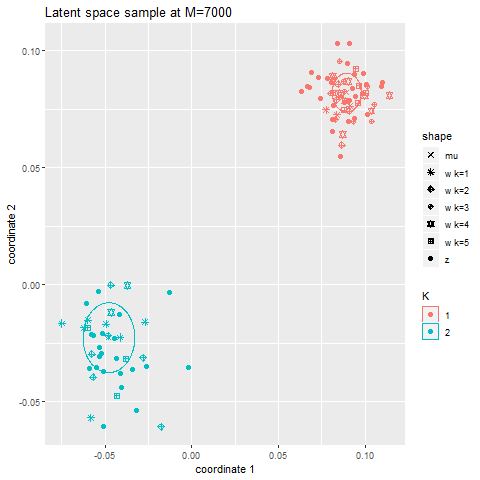 Latent space sample at M=7000
0.10
0.05
0.00
-0.05
coordinate 2
-0.05
0.00
0.05
0.10
coordinate 1
shape
mu
w k=1
w k=2
w k=3
w k=4
w k=5
z
K
1
2